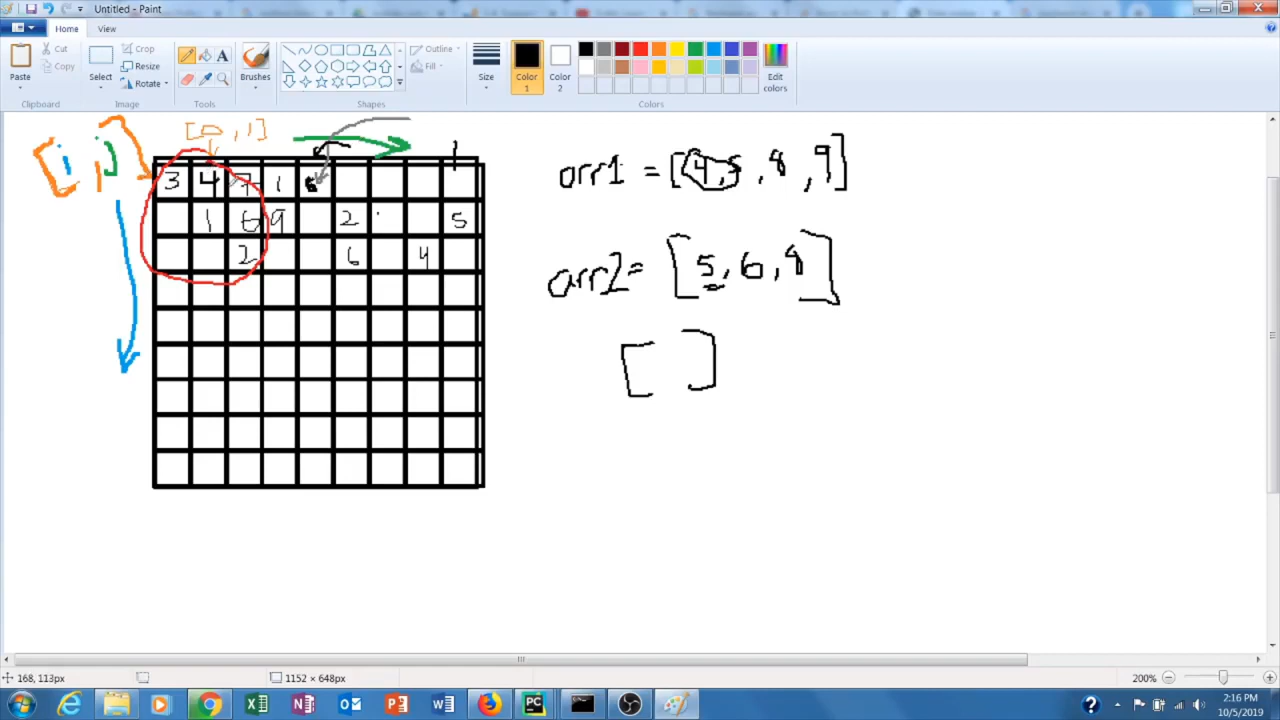 Untitled - Paint
Home View
Paste
Cut
Copy
Select
Crop
Resize
Rotate
Brushes
Outline
Fill
Size
Color 1
Color 2
Edit colors
Clipboard
Image
Tools
Shapes
Colors
[0, 1]
[i, j]
3 4 7 1
1 6 9 2 5
2 6 4
arr1 = [4,5,8,9]
arr2= [5,6,8]
[ ]
168, 113px
1152 × 648px
200%
2:16 PM
10/5/2019